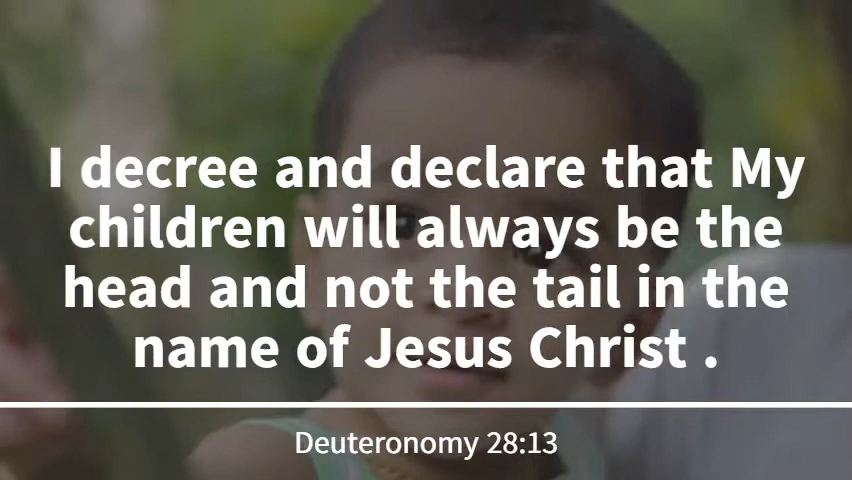 I decree and declare that My
children will always be the
head and not the tail in the
name of Jesus Christ .
Deuteronomy 28:13